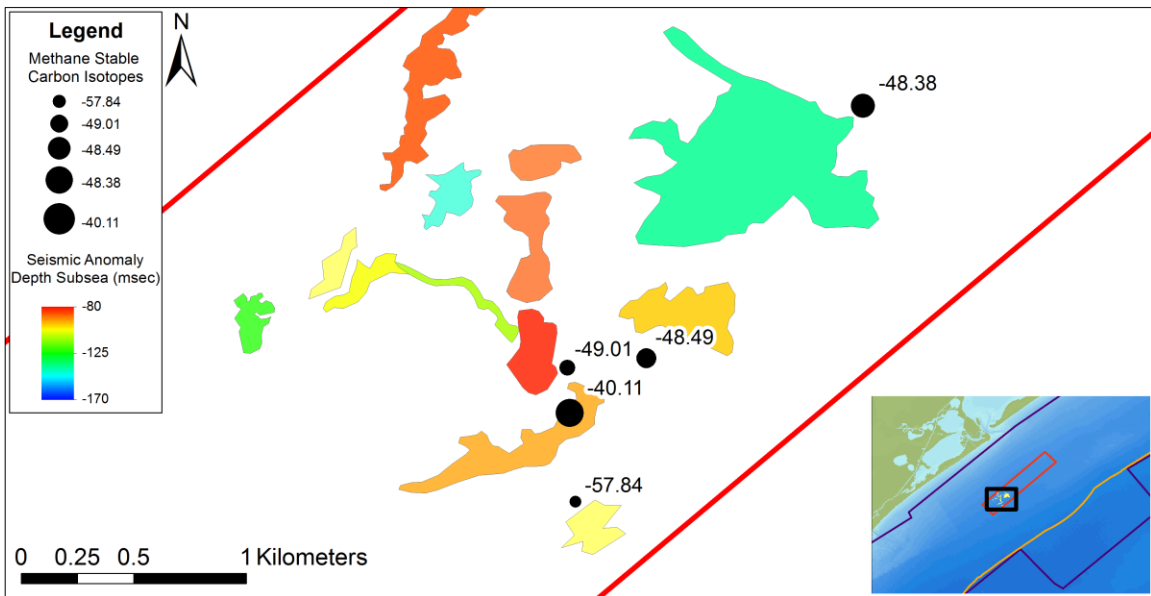 Legend
Methane Stable
Carbon Isotopes
-57.84
-49.01
-48.49
-48.38
-40.11
Seismic Anomaly
Depth Subsea (msec)
-80
-125
-170
N
-48.38
-48.49
-49.01
-40.11
-57.84
0 0.25 0.5 1 Kilometers